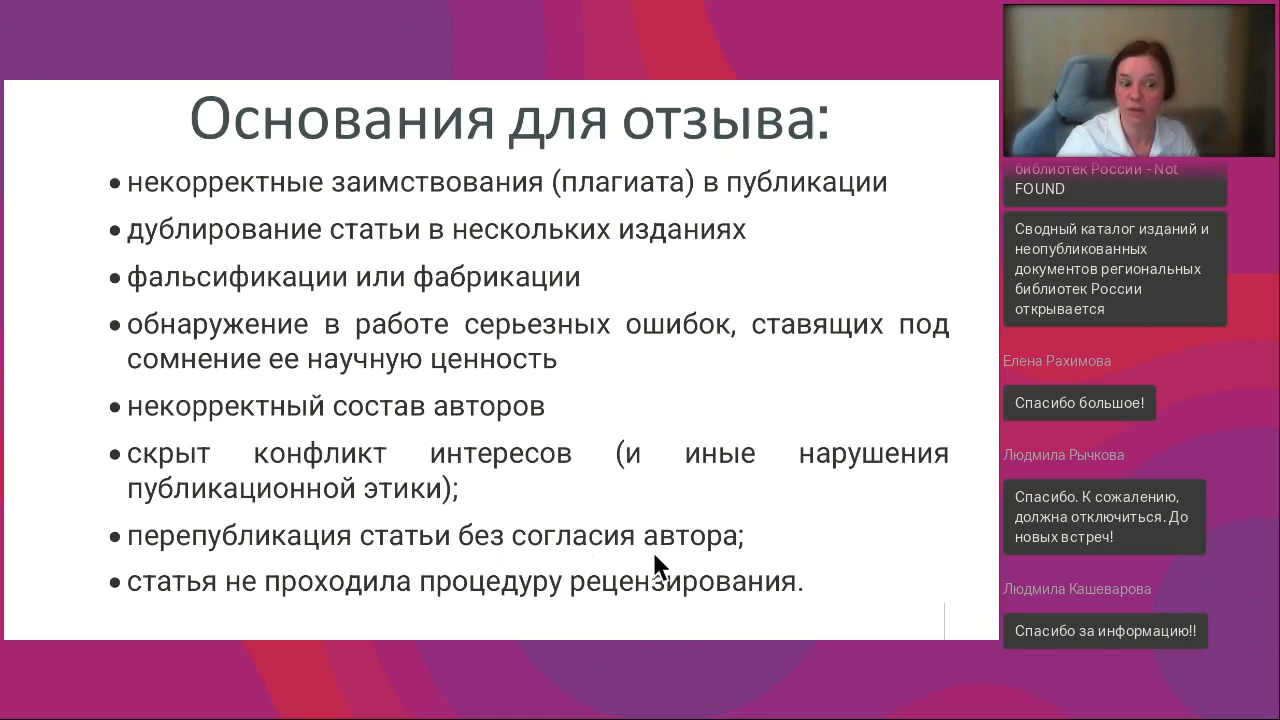 Основания для отзыва:
• некорректные заимствования (плагиата) в публикации
• дублирование статьи в нескольких изданиях
• фальсификации или фабрикации
• обнаружение в работе серьезных ошибок, ставящих под
сомнение ее научную ценность
• некорректный состав авторов
• скрыт конфликт интересов (и иные нарушения
публикационной этики);
• перепубликация статьи без согласия автора;
• статья не проходила процедуру рецензирования.
библиотек России - Not
FOUND
Сводный каталог изданий и
неопубликованных
документов региональных
библиотек России
открывается
Елена Рахимова
Спасибо большое!
Людмила Рычкова
Спасибо. К сожалению,
должна отключиться. До
новых встреч!
Людмила Кашеварова
Спасибо за информацию!!